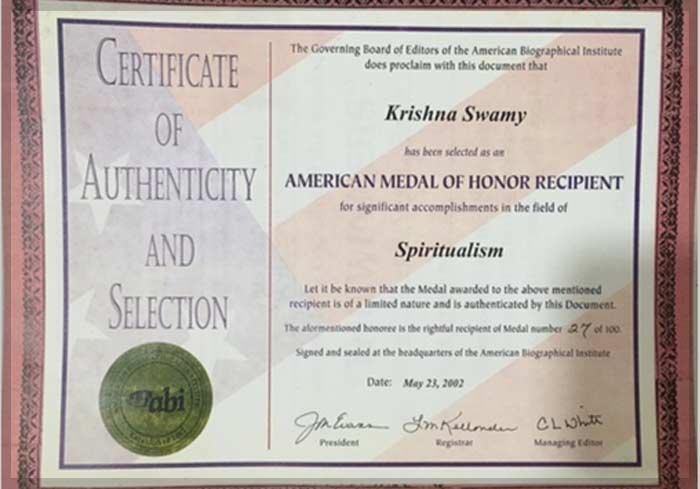 CERTIFICATE
OF
AUTHENTICITY
AND
SELECTION
abi
The Governing Board of Editors of the American Biographical Institute
does proclaim with this document that
Krishna Swamy
has been selected as an
AMERICAN MEDAL OF HONOR RECIPIENT
for significant accomplishments in the field of
Spiritualism
Let it be known that the Medal awarded to the above mentioned
recipient is of a limited nature and is authenticated by this Document.
The aformentioned honoree is the rightful recipient of Medal number 27 of 100.
Signed and sealed at the headquarters of the American Biographical Institute
Date: May 23, 2002
President Registrar Managing Editor